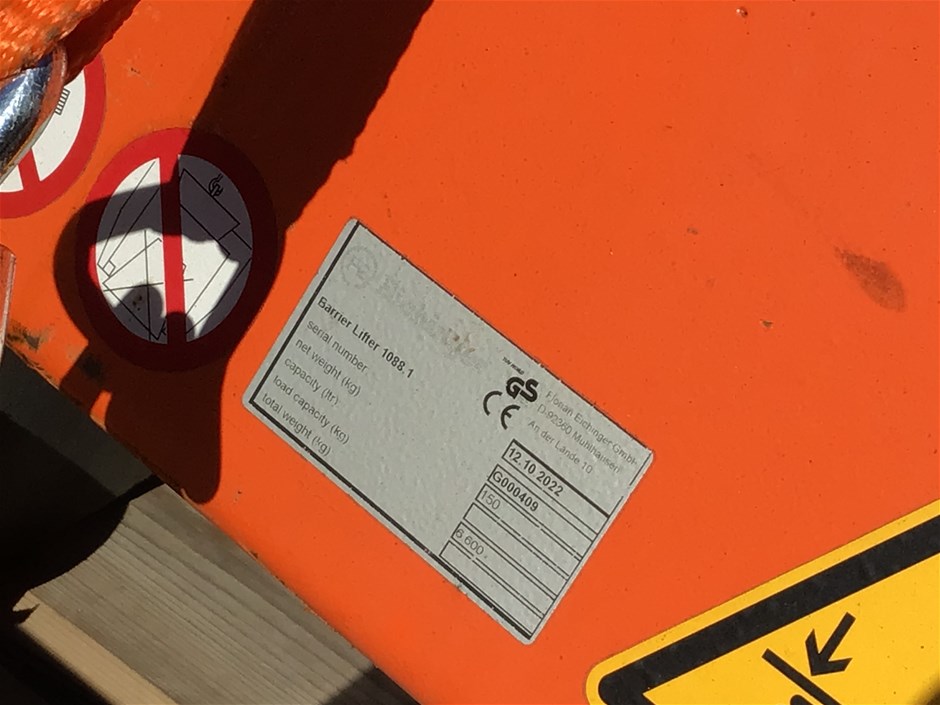 GS
CE
Florian Eichinger GmbH
D-92360 Mühlhausen
An der Lände 10
Barrier Lifter 1088.1
12.10.2022
serial number
G000409
net weight (kg)
150
capacity (ltr)
load capacity (kg)
6.600,-
total weight (kg)